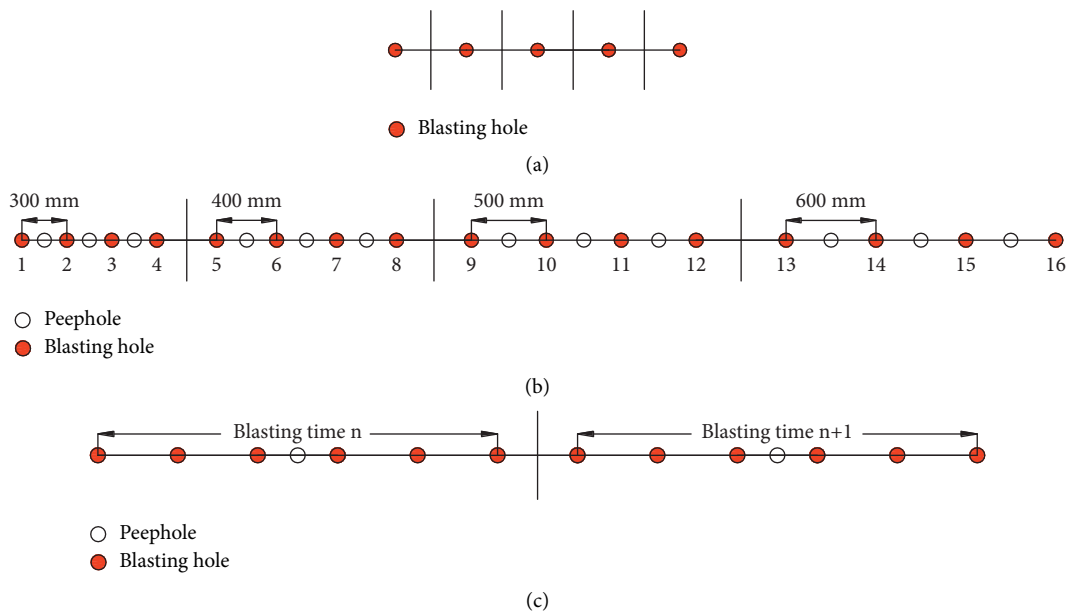 Blasting hole
(a)
300 mm 400 mm 500 mm 600 mm
1 2 3 4 5 6 7 8 9 10 11 12 13 14 15 16
Peephole
Blasting hole
(b)
Blasting time n Blasting time n+1
Peephole
Blasting hole
(c)